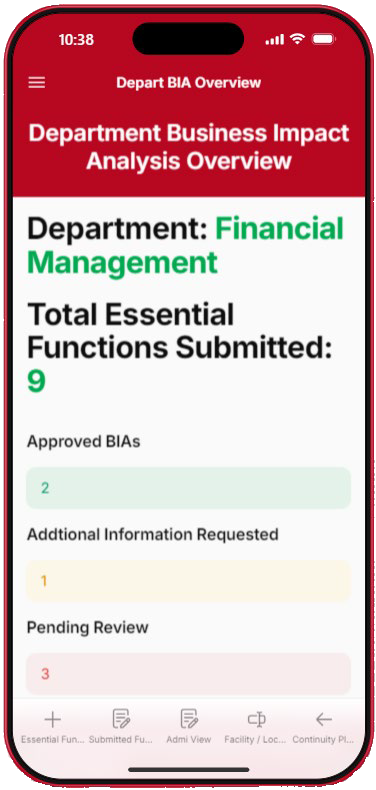 10:38
Depart BIA Overview
Department Business Impact
Analysis Overview
Department: Financial
Management
Total Essential
Functions Submitted:
9
Approved BIAs
2
Addtional Information Requested
1
Pending Review
3
Essential Fun... Submitted Fu... Admi View Facility / Loc... Continuity Pl...